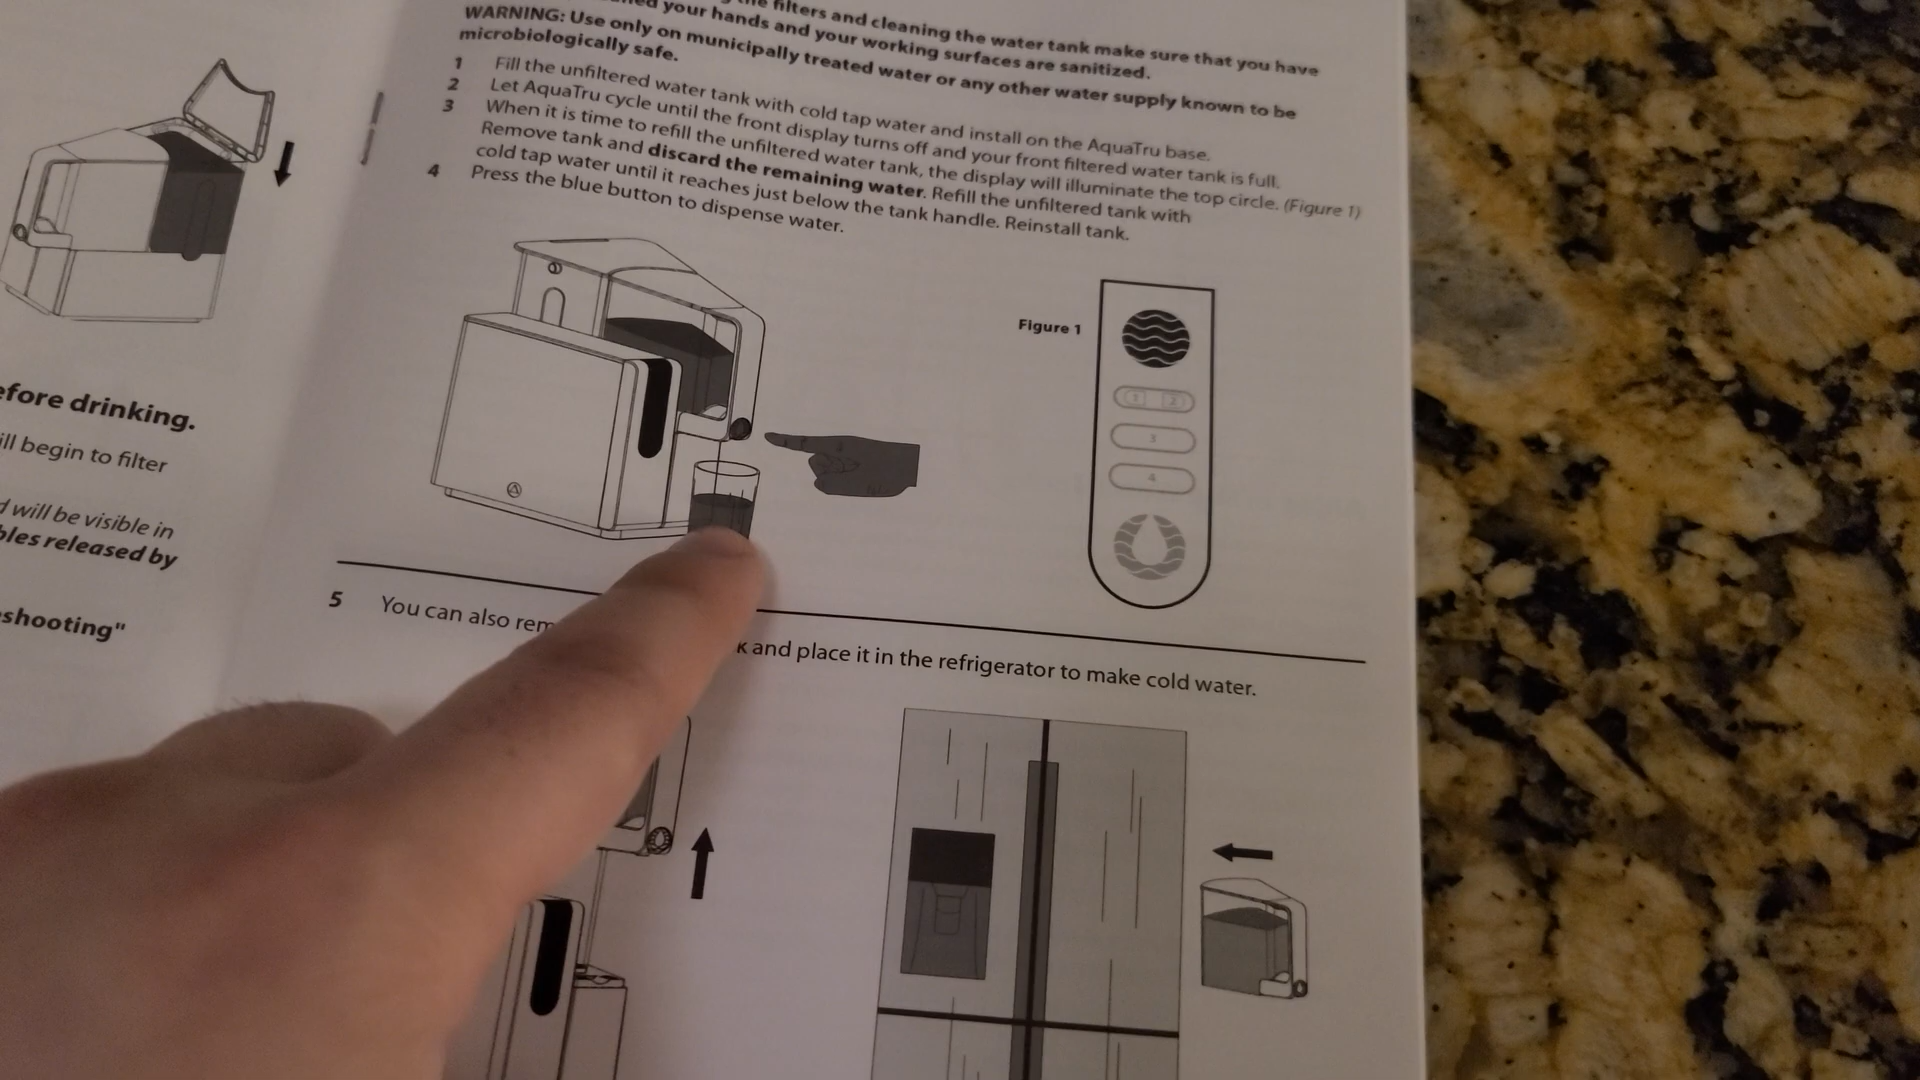 efore drinking.
ill begin to filter
d will be visible in
bles released by
shooting"
the filters and cleaning the water tank make sure that you have
your hands and your working surfaces are sanitized.
WARNING: Use only on municipally treated water or any other water supply known to be
microbiologically safe.
1 Fill the unfiltered water tank with cold tap water and install on the AquaTru base.
2 Let AquaTru cycle until the front display turns off and your front filtered water tank is full.
3 When it is time to refill the unfiltered water tank, the display will illuminate the top circle. (Figure 1)
Remove tank and discard the remaining water. Refill the unfiltered tank with
cold tap water until it reaches just below the tank handle. Reinstall tank.
4 Press the blue button to dispense water.
Figure 1
1 2
3
4
5 You can also rem k and place it in the refrigerator to make cold water.